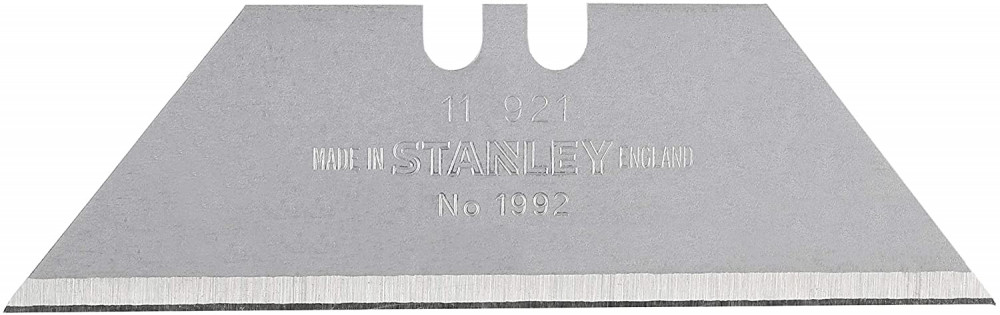 11 921
MADE IN STANLEY ENGLAND
No 1992